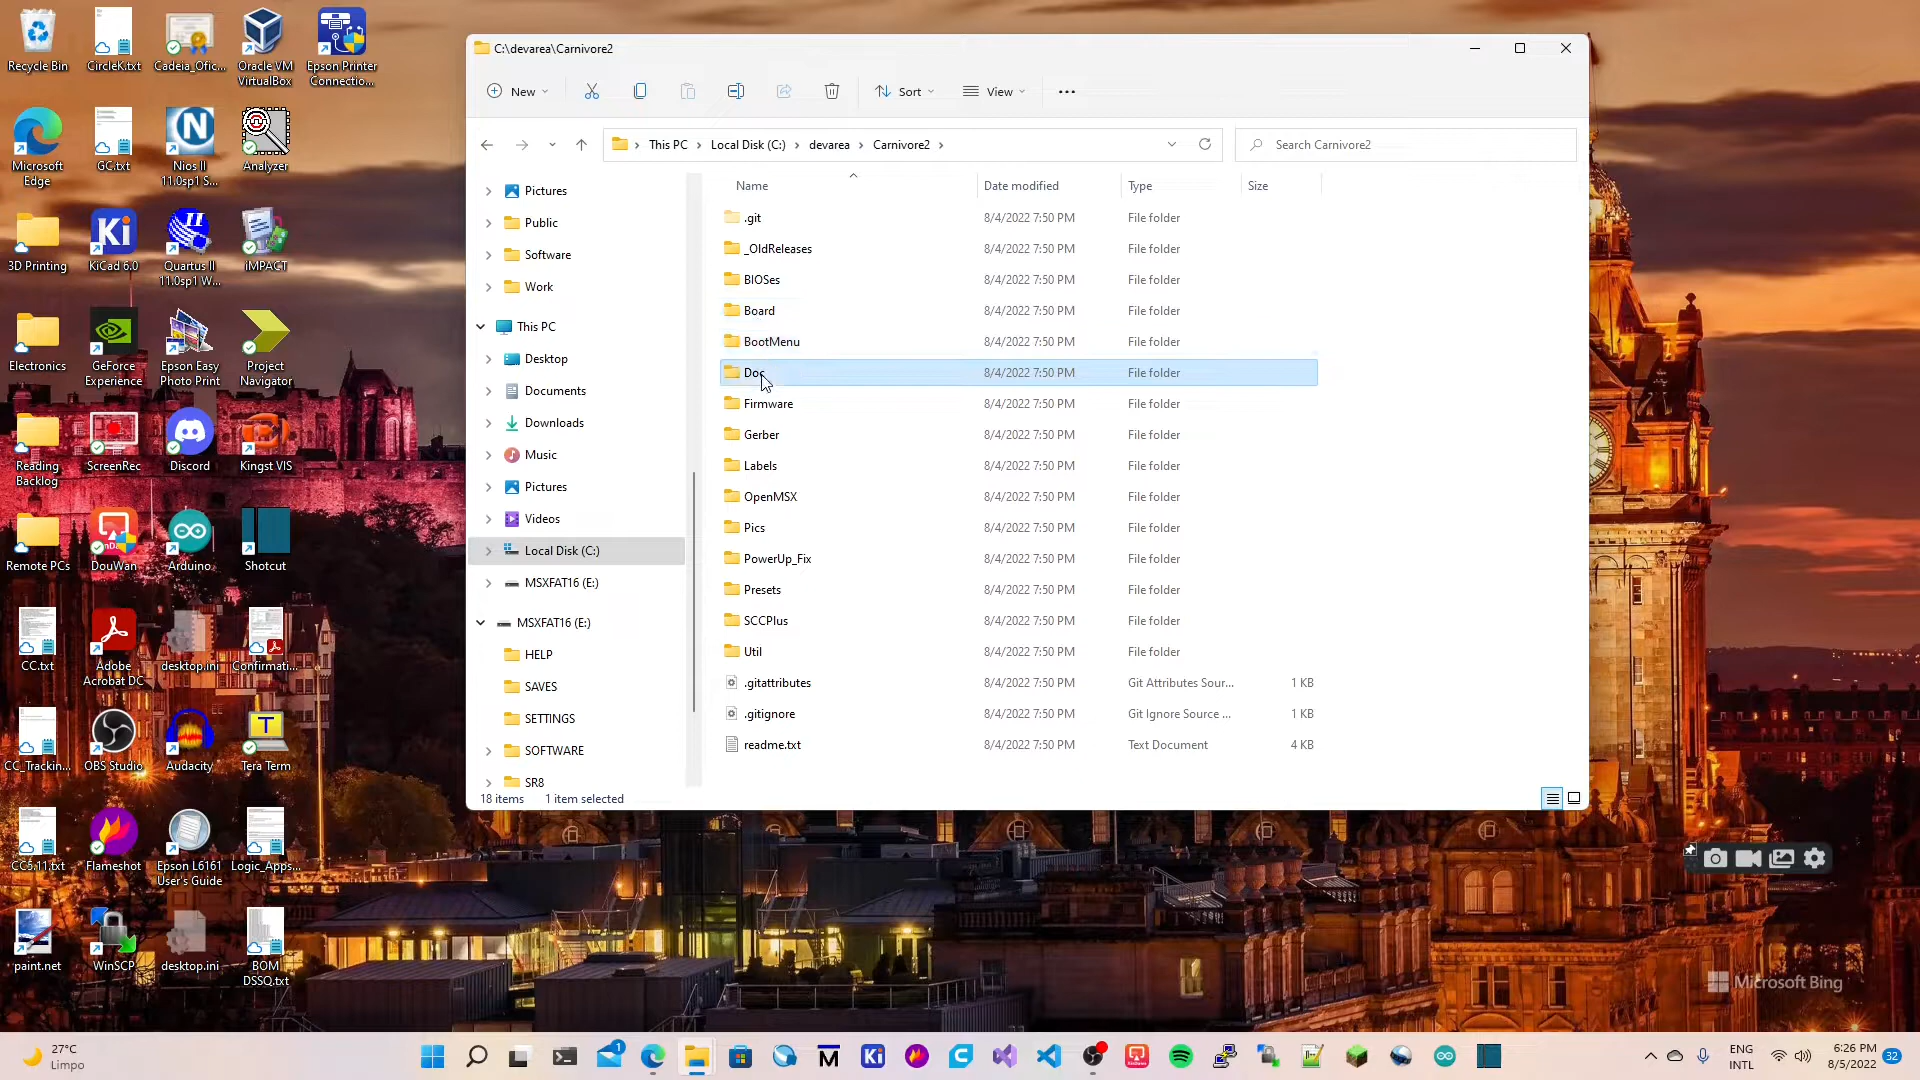 Recycle Bin
CircleK.txt
Cadeia_Ofic...
Oracle VM
VirtualBox
Epson Printer
Connectio...
Microsoft
Edge
GC.txt
Nios II
11.0sp1 S...
Analyzer
3D Printing
KiCad 6.0
Quartus II
11.0sp1 W...
iMPACT
Electronics
GeForce
Experience
Epson Easy
Photo Print
Project
Navigator
Reading
Backlog
ScreenRec
Discord
Kingst VIS
Remote PCs
DouWan
Arduino
Shotcut
CC.txt
Adobe
Acrobat DC
desktop.ini
Confirmati...
CC_Trackin...
OBS Studio
Audacity
Tera Term
CC5.11.txt
Flameshot
Epson L6161
User's Guide
Logic_Apps...
paint.net
WinSCP
desktop.ini
BOM
DSSQ.txt
C:\devarea\Carnivore2
New
Sort
View
This PC > Local Disk (C:) > devarea > Carnivore2 >
Search Carnivore2
Pictures
Public
Software
Work
This PC
Desktop
Documents
Downloads
Music
Pictures
Videos
Local Disk (C:)
MSXFAT16 (E:)
MSXFAT16 (E:)
HELP
SAVES
SETTINGS
SOFTWARE
SR8
Name Date modified Type Size
.git 8/4/2022 7:50 PM File folder
_OldReleases 8/4/2022 7:50 PM File folder
BIOSes 8/4/2022 7:50 PM File folder
Board 8/4/2022 7:50 PM File folder
BootMenu 8/4/2022 7:50 PM File folder
Doc 8/4/2022 7:50 PM File folder
Firmware 8/4/2022 7:50 PM File folder
Gerber 8/4/2022 7:50 PM File folder
Labels 8/4/2022 7:50 PM File folder
OpenMSX 8/4/2022 7:50 PM File folder
Pics 8/4/2022 7:50 PM File folder
PowerUp_Fix 8/4/2022 7:50 PM File folder
Presets 8/4/2022 7:50 PM File folder
SCCPlus 8/4/2022 7:50 PM File folder
Util 8/4/2022 7:50 PM File folder
.gitattributes 8/4/2022 7:50 PM Git Attributes Sour... 1 KB
.gitignore 8/4/2022 7:50 PM Git Ignore Source ... 1 KB
readme.txt 8/4/2022 7:50 PM Text Document 4 KB
18 items 1 item selected
Microsoft Bing
27°C
Limpo
1
ENG
INTL
6:26 PM
8/5/2022
32